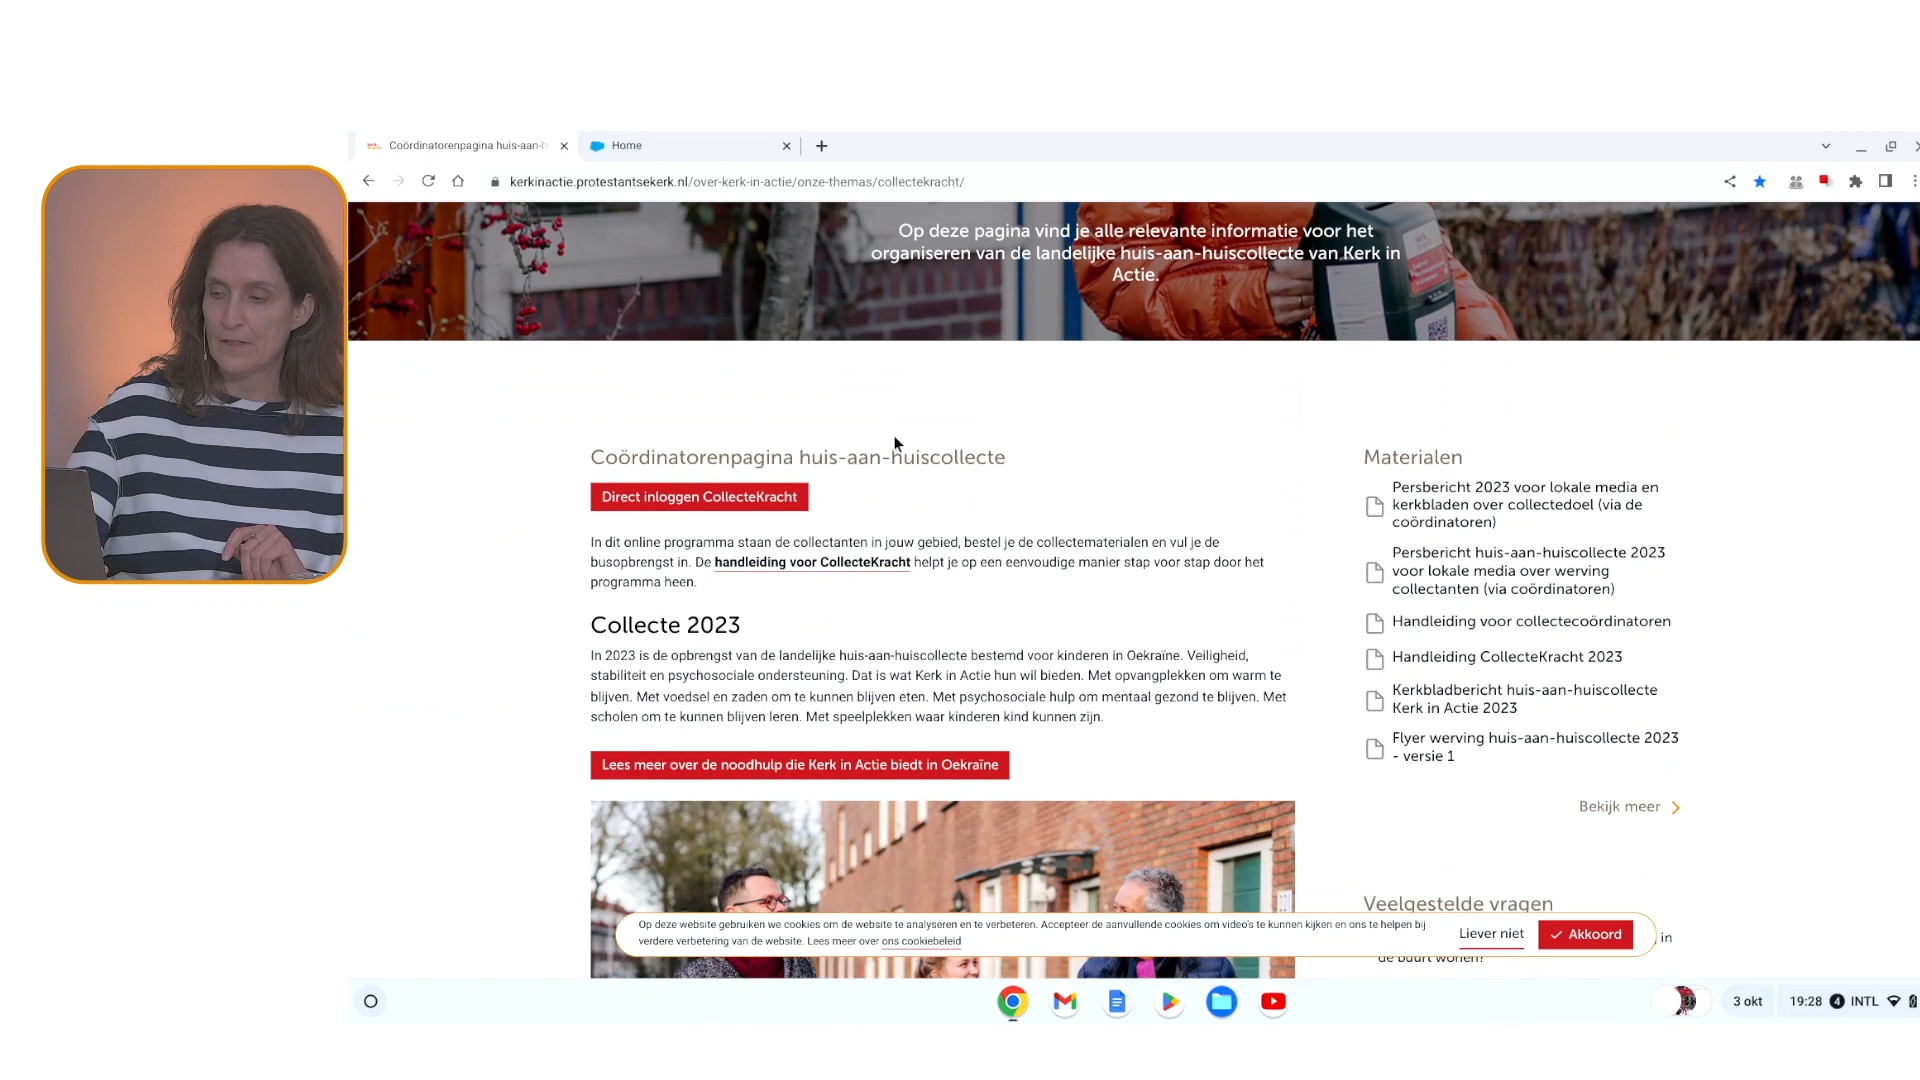 Coördinatorenpagina huis-aan-h
Home
kerkinactie.protestantsekerk.nl/over-kerk-in-actie/onze-themas/collectekracht/
Op deze pagina vind je alle relevante informatie voor het
organiseren van de landelijke huis-aan-huiscollecte van Kerk in
Actie.
Coördinatorenpagina huis-aan-huiscollecte
Direct inloggen CollecteKracht
In dit online programma staan de collectanten in jouw gebied, bestel je de collectematerialen en vul je de
busopbrengst in. De handleiding voor CollecteKracht helpt je op een eenvoudige manier stap voor stap door het
programma heen.
Collecte 2023
In 2023 is de opbrengst van de landelijke huis-aan-huiscollecte bestemd voor kinderen in Oekraïne. Veiligheid,
stabiliteit en psychosociale ondersteuning. Dat is wat Kerk in Actie hun wil bieden. Met opvangplekken om warm te
blijven. Met voedsel en zaden om te kunnen blijven eten. Met psychosociale hulp om mentaal gezond te blijven. Met
scholen om te kunnen blijven leren. Met speelplekken waar kinderen kind kunnen zijn.
Lees meer over de noodhulp die Kerk in Actie biedt in Oekraïne
Materialen
Persbericht 2023 voor lokale media en
kerkbladen over collectedoel (via de
coördinatoren)
Persbericht huis-aan-huiscollecte 2023
voor lokale media over werving
collectanten (via coördinatoren)
Handleiding voor collectecoördinatoren
Handleiding CollecteKracht 2023
Kerkbladbericht huis-aan-huiscollecte
Kerk in Actie 2023
Flyer werving huis-aan-huiscollecte 2023
- versie 1
Bekijk meer
Veelgestelde vragen
in
de buurt wonen?
Op deze website gebruiken we cookies om de website te analyseren en te verbeteren. Accepteer de aanvullende cookies om video's te kunnen kijken en ons te helpen bij
verdere verbetering van de website. Lees meer over ons cookiebeleid
Liever niet
Akkoord
3 okt
19:28 4 INTL